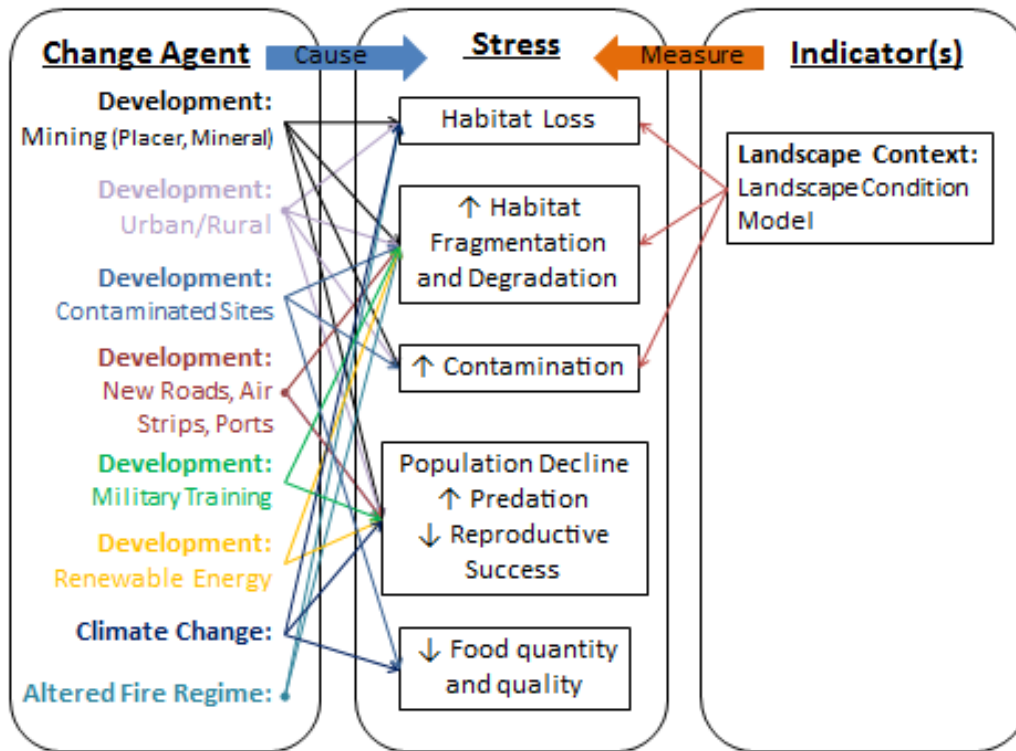 Change Agent
Cause
Stress
Measure
Indicator(s)
Development:
Mining (Placer, Mineral)
Development:
Urban/Rural
Development:
Contaminated Sites
Development:
New Roads, Air
Strips, Ports
Development:
Military Training
Development:
Renewable Energy
Climate Change:
Altered Fire Regime:
Habitat Loss
↑ Habitat
Fragmentation
and Degradation
↑ Contamination
Population Decline
↑ Predation
↓ Reproductive
Success
↓ Food quantity
and quality
Landscape Context:
Landscape Condition
Model